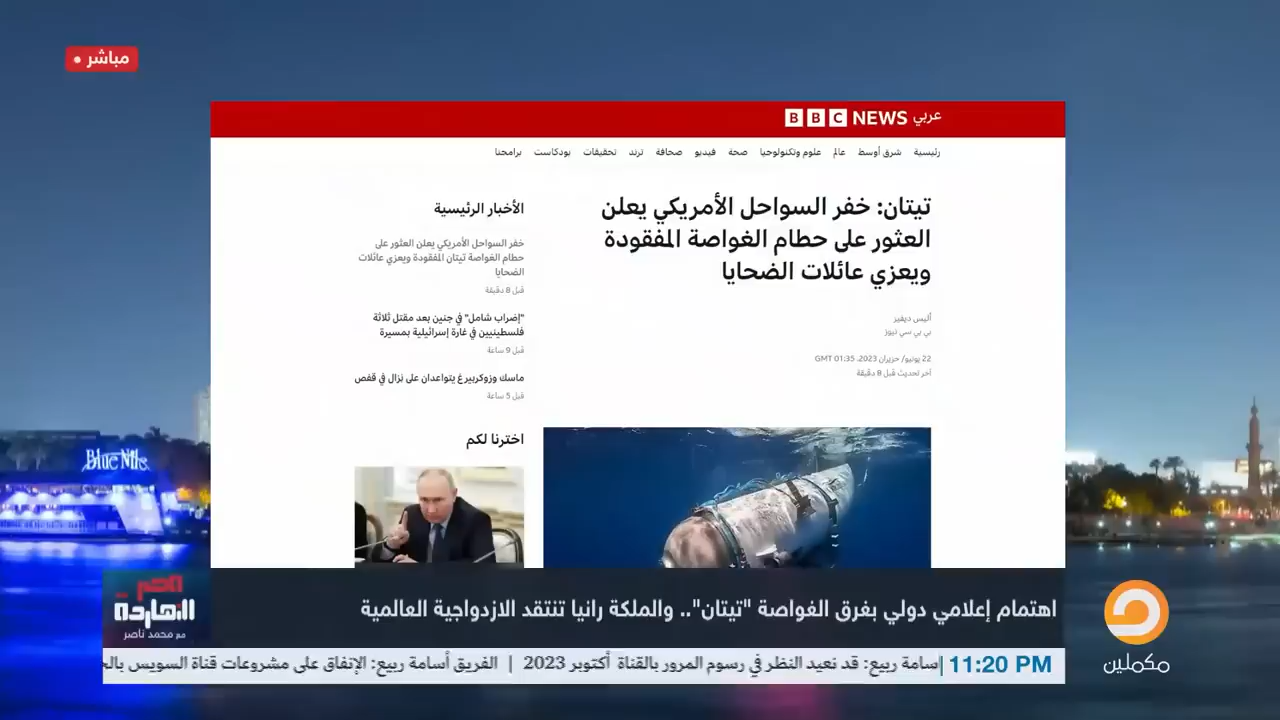 مباشر
BBC NEWS عربي
رئيسية شرق أوسط عالم علوم وتكنولوجيا صحة فيديو صحافة ترند تحقيقات بودكاست برامجنا
تيتان: خفر السواحل الأمريكي يعلن
العثور على حطام الغواصة المفقودة
ويعزي عائلات الضحايا
أليس ديفيز
بي بي سي نيوز
22 يونيو/ حزيران 2023، 01:35 GMT
آخر تحديث قبل 8 دقيقة
الأخبار الرئيسية
خفر السواحل الأمريكي يعلن العثور على
حطام الغواصة تيتان المفقودة ويعزي عائلات
الضحايا
قبل 8 دقيقة
"إضراب شامل" في جنين بعد مقتل ثلاثة
فلسطينيين في غارة إسرائيلية بمسيرة
قبل 9 ساعة
ماسك وزوكربيرغ يتواعدان على نزال في قفص
قبل 5 ساعة
اخترنا لكم
Blue Nile
مصر
النهاردة
مع محمد ناصر
اهتمام إعلامي دولي بغرق الغواصة "تيتان".. والملكة رانيا تنتقد الازدواجية العالمية
مكملين
11:20 PM
سامة ربيع: قد نعيد النظر في رسوم المرور بالقناة أكتوبر 2023 | الفريق أسامة ربيع: الإتفاق على مشروعات قناة السويس